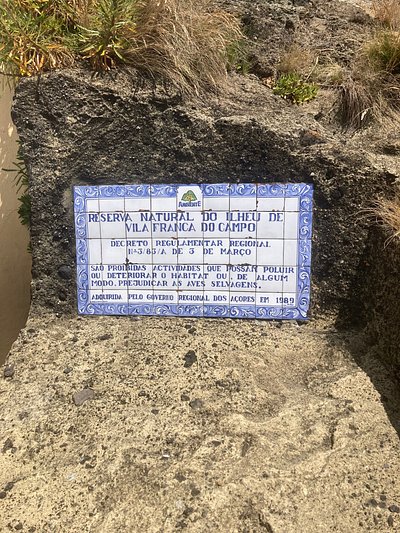 AMBIENTE
RESERVA NATURAL DO ILHEU DE
VILA FRANCA DO CAMPO
DECRETO REGULAMENTAR REGIONAL
Nº3/83/A DE 3 DE MARÇO
SÃO PROIBIDAS ACTIVIDADES QUE POSSAM POLUIR
OU DETERIORAR O HABITAT OU, DE ALGUM
MODO, PREJUDICAR AS AVES SELVAGENS.
ADQUIRIDA PELO GOVERNO REGIONAL DOS AÇORES EM 1989